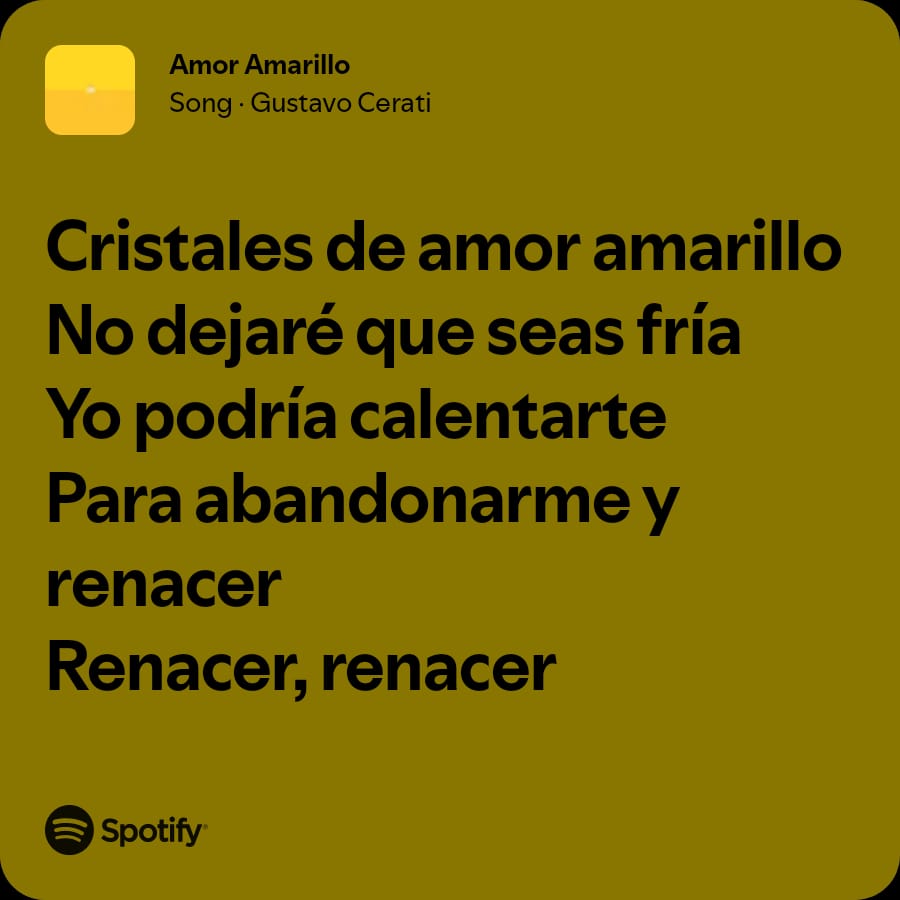 Amor Amarillo
Song · Gustavo Cerati
Cristales de amor amarillo
No dejaré que seas fría
Yo podría calentarte
Para abandonarme y
renacer
Renacer, renacer
Spotify®